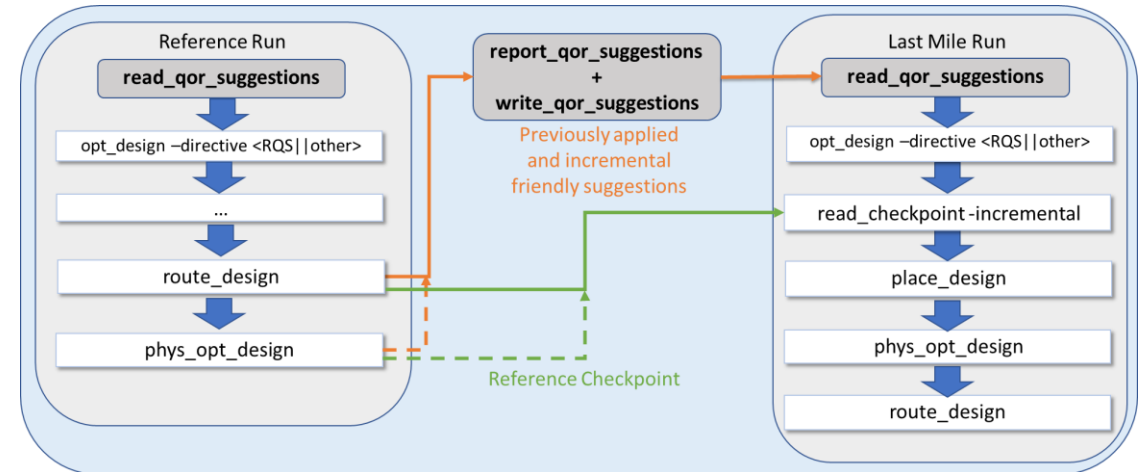 Reference Run
read_qor_suggestions
opt_design –directive <RQS||other>
...
route_design
phys_opt_design
report_qor_suggestions
+
write_qor_suggestions
Previously applied
and incremental
friendly suggestions
Reference Checkpoint
Last Mile Run
read_qor_suggestions
opt_design –directive <RQS||other>
read_checkpoint -incremental
place_design
phys_opt_design
route_design